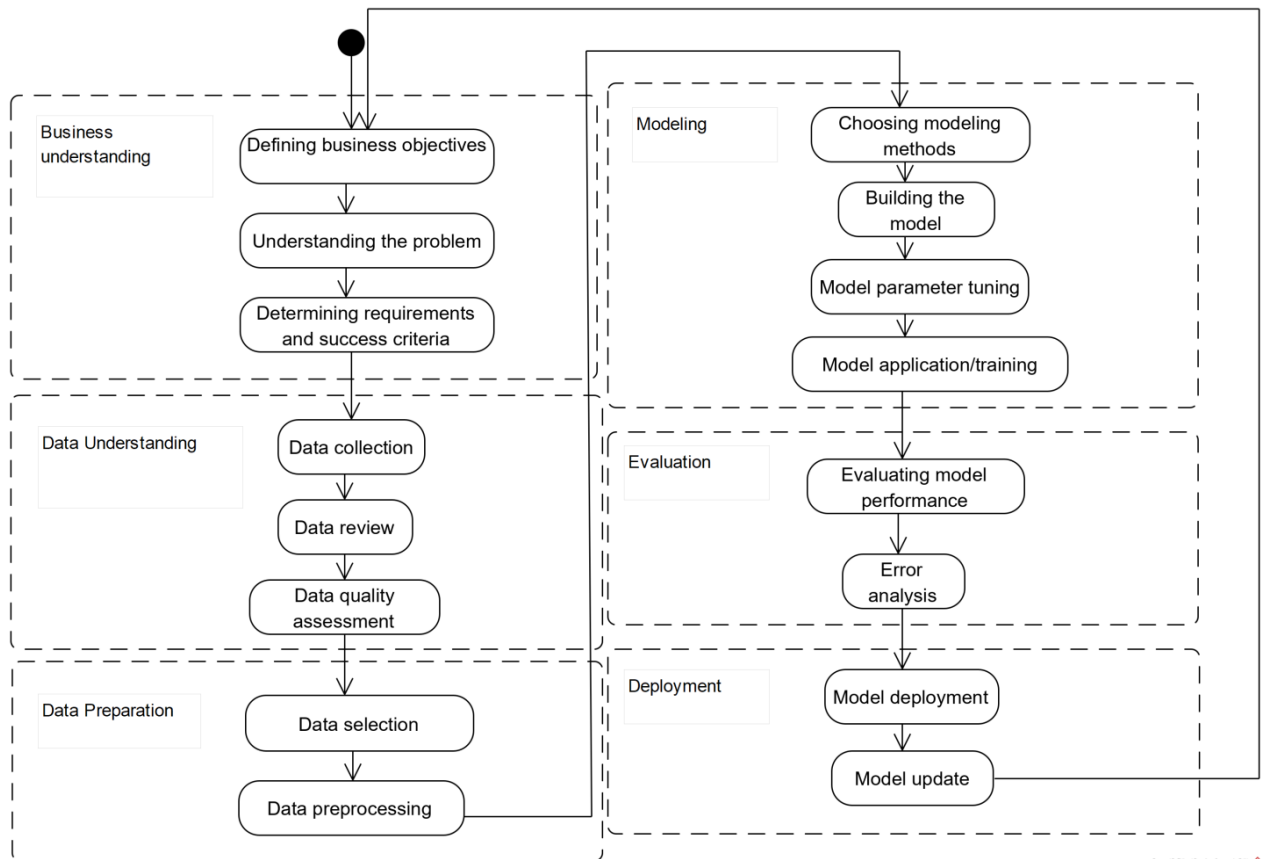 Business
understanding
Defining business objectives
Understanding the problem
Determining requirements
and success criteria
Data Understanding
Data collection
Data review
Data quality
assessment
Data Preparation
Data selection
Data preprocessing
Modeling
Choosing modeling
methods
Building the
model
Model parameter tuning
Model application/training
Evaluation
Evaluating model
performance
Error
analysis
Deployment
Model deployment
Model update